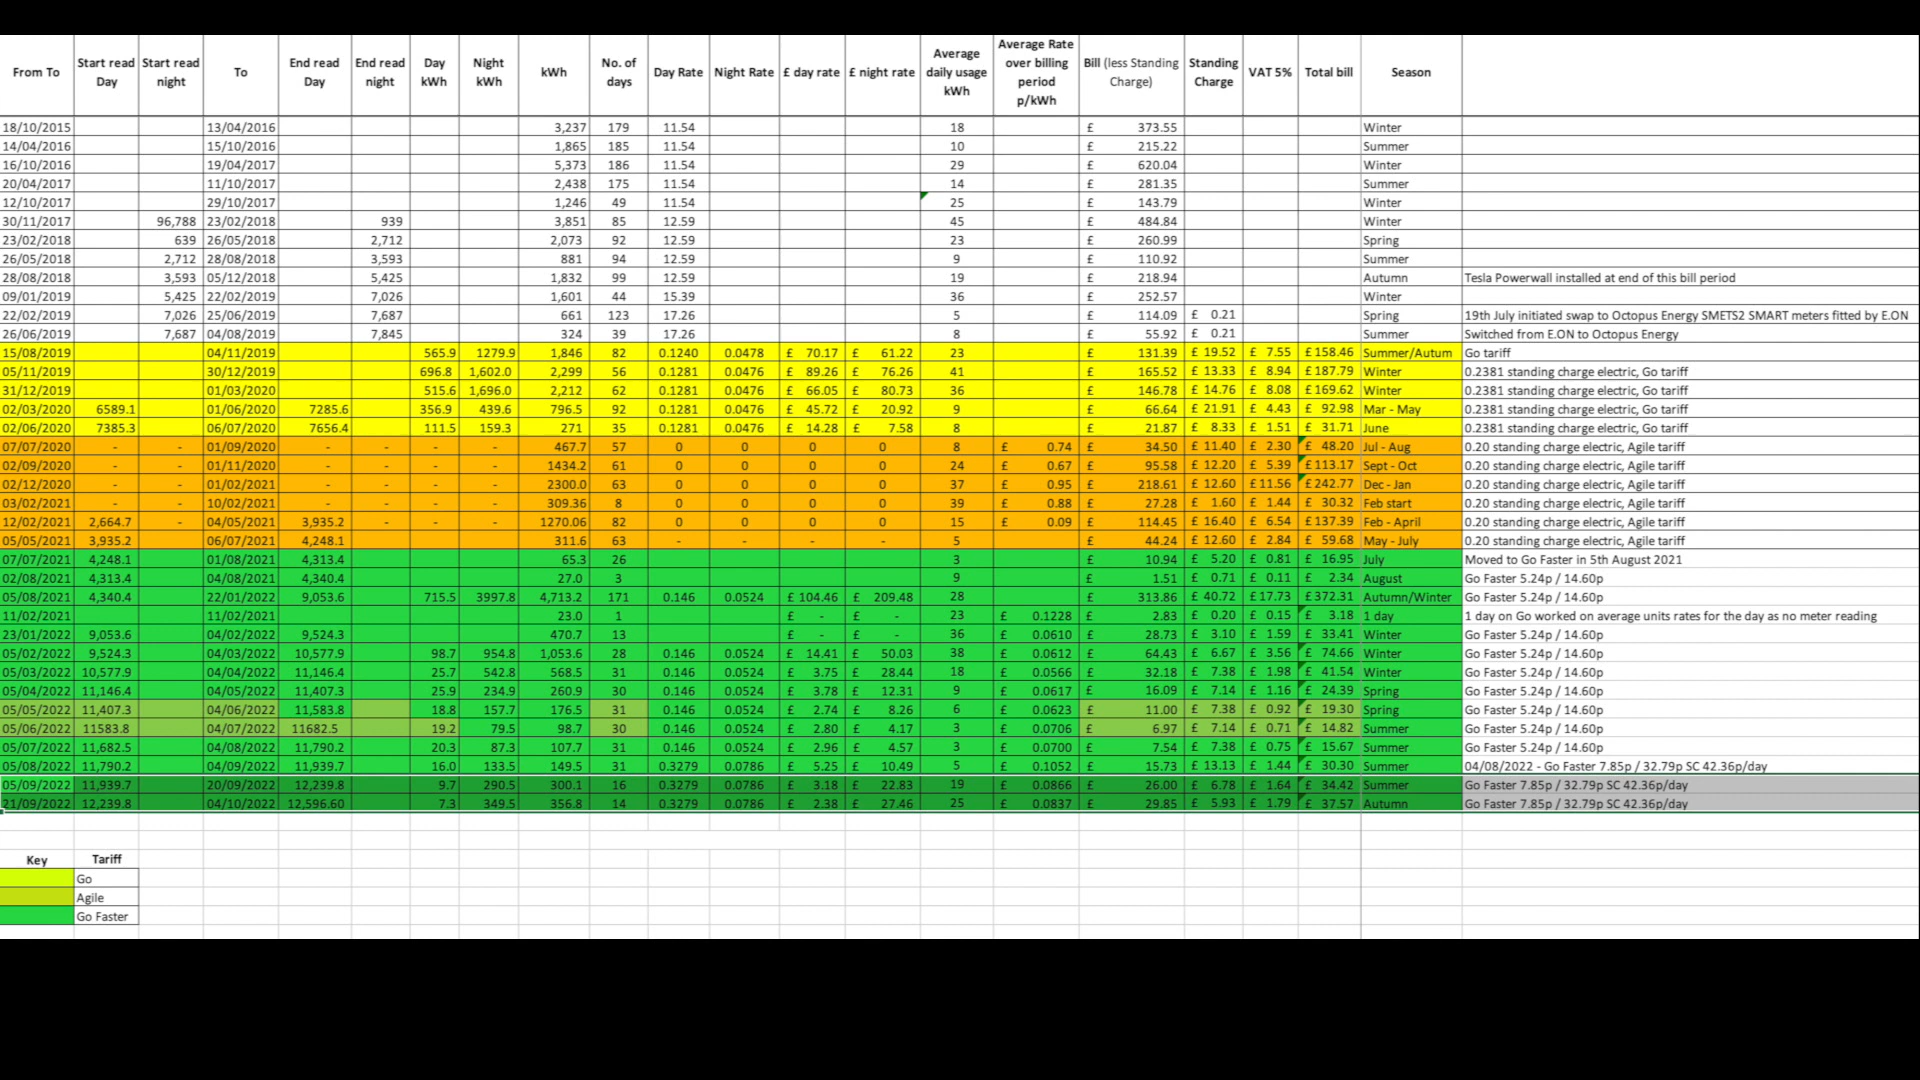 From To Start read Day Start read night To End read Day End read night Day kWh Night kWh kWh No. of days Day Rate Night Rate £ day rate £ night rate Average daily usage kWh Average Rate over billing period p/kWh Bill (less Standing Charge) Standing Charge VAT 5% Total bill Season
18/10/2015 13/04/2016 3,237 179 11.54 18 £ 373.55 Winter
14/04/2016 15/10/2016 1,865 185 11.54 10 £ 215.22 Summer
16/10/2016 19/04/2017 5,373 186 11.54 29 £ 620.04 Winter
20/04/2017 11/10/2017 2,438 175 11.54 14 £ 281.35 Summer
12/10/2017 29/10/2017 1,246 49 11.54 25 £ 143.79 Winter
30/11/2017 96,788 23/02/2018 939 3,851 85 12.59 45 £ 484.84 Winter
23/02/2018 639 26/05/2018 2,712 2,073 92 12.59 23 £ 260.99 Spring
26/05/2018 2,712 28/08/2018 3,593 881 94 12.59 9 £ 110.92 Summer
28/08/2018 3,593 05/12/2018 5,425 1,832 99 12.59 19 £ 218.94 Autumn Tesla Powerwall installed at end of this bill period
09/01/2019 5,425 22/02/2019 7,026 1,601 44 15.39 36 £ 252.57 Winter
22/02/2019 7,026 25/06/2019 7,687 661 123 17.26 5 £ 114.09 £ 0.21 Spring 19th July initiated swap to Octopus Energy SMETS2 SMART meters fitted by E.ON
26/06/2019 7,687 04/08/2019 7,845 324 39 17.26 8 £ 55.92 £ 0.21 Summer Switched from E.ON to Octopus Energy
15/08/2019 04/11/2019 565.9 1279.9 1,846 82 0.1240 0.0478 £ 70.17 £ 61.22 23 £ 131.39 £ 19.52 £ 7.55 £158.46 Summer/Autum Go tariff
05/11/2019 30/12/2019 696.8 1,602.0 2,299 56 0.1281 0.0476 £ 89.26 £ 76.26 41 £ 165.52 £ 13.33 £ 8.94 £187.79 Winter 0.2381 standing charge electric, Go tariff
31/12/2019 01/03/2020 515.6 1,696.0 2,212 62 0.1281 0.0476 £ 66.05 £ 80.73 36 £ 146.78 £ 14.76 £ 8.08 £169.62 Winter 0.2381 standing charge electric, Go tariff
02/03/2020 6589.1 01/06/2020 7285.6 356.9 439.6 796.5 92 0.1281 0.0476 £ 45.72 £ 20.92 9 £ 66.64 £ 21.91 £ 4.43 £ 92.98 Mar - May 0.2381 standing charge electric, Go tariff
02/06/2020 7385.3 06/07/2020 7656.4 111.5 159.3 271 35 0.1281 0.0476 £ 14.28 £ 7.58 8 £ 21.87 £ 8.33 £ 1.51 £ 31.71 June 0.2381 standing charge electric, Go tariff
07/07/2020 - - 01/09/2020 - - - - 467.7 57 0 0 0 0 8 £ 0.74 £ 34.50 £ 11.40 £ 2.30 £ 48.20 Jul - Aug 0.20 standing charge electric, Agile tariff
02/09/2020 - - 01/11/2020 - - - - 1434.2 61 0 0 0 0 24 £ 0.67 £ 95.58 £ 12.20 £ 5.39 £113.17 Sept - Oct 0.20 standing charge electric, Agile tariff
02/12/2020 - - 01/02/2021 - - - - 2300.0 63 0 0 0 0 37 £ 0.95 £ 218.61 £ 12.60 £11.56 £242.77 Dec - Jan 0.20 standing charge electric, Agile tariff
03/02/2021 - - 10/02/2021 - - - - 309.36 8 0 0 0 0 39 £ 0.88 £ 27.28 £ 1.60 £ 1.44 £ 30.32 Feb start 0.20 standing charge electric, Agile tariff
12/02/2021 2,664.7 - 04/05/2021 3,935.2 - - - 1270.06 82 0 0 0 0 15 £ 0.09 £ 114.45 £ 16.40 £ 6.54 £137.39 Feb - April 0.20 standing charge electric, Agile tariff
05/05/2021 3,935.2 06/07/2021 4,248.1 311.6 63 - - - - 5 £ 44.24 £ 12.60 £ 2.84 £ 59.68 May - July 0.20 standing charge electric, Agile tariff
07/07/2021 4,248.1 01/08/2021 4,313.4 65.3 26 3 £ 10.94 £ 5.20 £ 0.81 £ 16.95 July Moved to Go Faster in 5th August 2021
02/08/2021 4,313.4 04/08/2021 4,340.4 27.0 3 9 £ 1.51 £ 0.71 £ 0.11 £ 2.34 August Go Faster 5.24p / 14.60p
05/08/2021 4,340.4 22/01/2022 9,053.6 715.5 3997.8 4,713.2 171 0.146 0.0524 £ 104.46 £ 209.48 28 £ 313.86 £ 40.72 £17.73 £372.31 Autumn/Winter Go Faster 5.24p / 14.60p
11/02/2021 11/02/2021 23.0 1 £ - £ - 23 £ 0.1228 £ 2.83 £ 0.20 £ 0.15 £ 3.18 1 day 1 day on Go worked on average units rates for the day as no meter reading
23/01/2022 9,053.6 04/02/2022 9,524.3 470.7 13 £ - £ - 36 £ 0.0610 £ 28.73 £ 3.10 £ 1.59 £ 33.41 Winter Go Faster 5.24p / 14.60p
05/02/2022 9,524.3 04/03/2022 10,577.9 98.7 954.8 1,053.6 28 0.146 0.0524 £ 14.41 £ 50.03 38 £ 0.0612 £ 64.43 £ 6.67 £ 3.56 £ 74.66 Winter Go Faster 5.24p / 14.60p
05/03/2022 10,577.9 04/04/2022 11,146.4 25.7 542.8 568.5 31 0.146 0.0524 £ 3.75 £ 28.44 18 £ 0.0566 £ 32.18 £ 7.38 £ 1.98 £ 41.54 Winter Go Faster 5.24p / 14.60p
05/04/2022 11,146.4 04/05/2022 11,407.3 25.9 234.9 260.9 30 0.146 0.0524 £ 3.78 £ 12.31 9 £ 0.0617 £ 16.09 £ 7.14 £ 1.16 £ 24.39 Spring Go Faster 5.24p / 14.60p
05/05/2022 11,407.3 04/06/2022 11,583.8 18.8 157.7 176.5 31 0.146 0.0524 £ 2.74 £ 8.26 6 £ 0.0623 £ 11.00 £ 7.38 £ 0.92 £ 19.30 Spring Go Faster 5.24p / 14.60p
05/06/2022 11583.8 04/07/2022 11682.5 19.2 79.5 98.7 30 0.146 0.0524 £ 2.80 £ 4.17 3 £ 0.0706 £ 6.97 £ 7.14 £ 0.71 £ 14.82 Summer Go Faster 5.24p / 14.60p
05/07/2022 11,682.5 04/08/2022 11,790.2 20.3 87.3 107.7 31 0.146 0.0524 £ 2.96 £ 4.57 3 £ 0.0700 £ 7.54 £ 7.38 £ 0.75 £ 15.67 Summer Go Faster 5.24p / 14.60p
05/08/2022 11,790.2 04/09/2022 11,939.7 16.0 133.5 149.5 31 0.3279 0.0786 £ 5.25 £ 10.49 5 £ 0.1052 £ 15.73 £ 13.13 £ 1.44 £ 30.30 Summer 04/08/2022 - Go Faster 7.85p / 32.79p SC 42.36p/day
05/09/2022 11,939.7 20/09/2022 12,239.8 9.7 290.5 300.1 16 0.3279 0.0786 £ 3.18 £ 22.83 19 £ 0.0866 £ 26.00 £ 6.78 £ 1.64 £ 34.42 Summer Go Faster 7.85p / 32.79p SC 42.36p/day
21/09/2022 12,239.8 04/10/2022 12,596.60 7.3 349.5 356.8 14 0.3279 0.0786 £ 2.38 £ 27.46 25 £ 0.0837 £ 29.85 £ 5.93 £ 1.79 £ 37.57 Autumn Go Faster 7.85p / 32.79p SC 42.36p/day
Key Tariff
Go
Agile
Go Faster